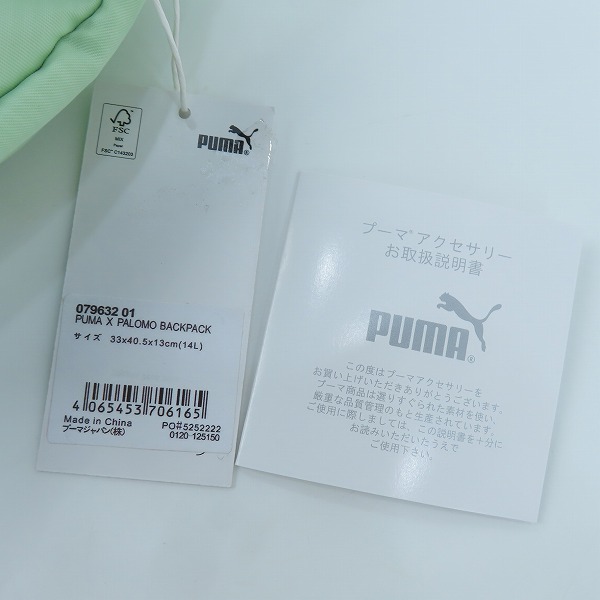 FSC
MIX
Paper
FSC® C143203
PUMA
079632 01
PUMA X PALOMO BACKPACK
サイズ 33x40.5x13cm(14L)
4 065453 706165
Made in China
PO#5252222
プーマジャパン(株)
0120-125150
プーマ®アクセサリー
お取扱説明書
PUMA®
この度はプーマアクセサリーを
お買い上げいただきありがとうございます。
プーマ商品は選りすぐられた素材を使い、
厳重な品質管理のもと生産されています。
ご使用に際しましては、この説明書を十分に
お読みいただいたうえで
ご使用下さい。